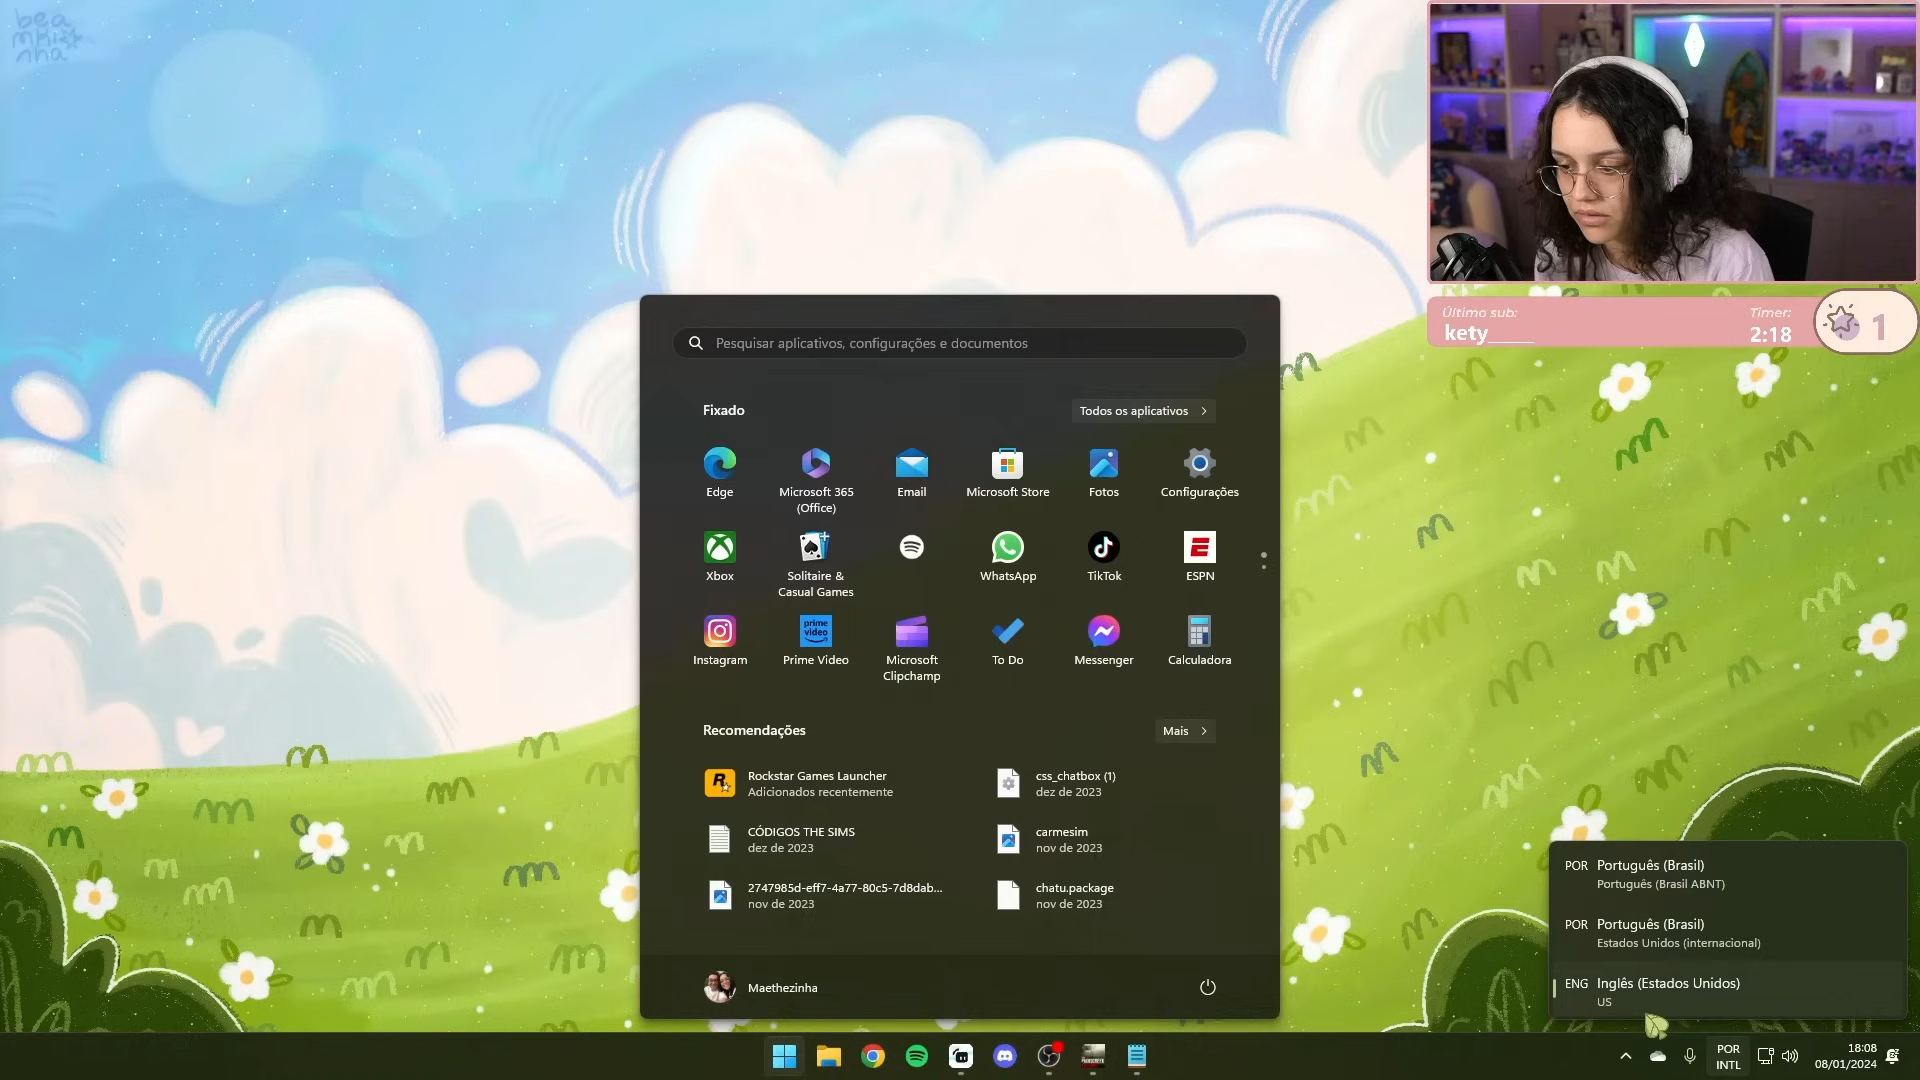 bea
mxi
nha
Último sub:
kety_____
Timer:
2:18
1
Pesquisar aplicativos, configurações e documentos
Fixado
Todos os aplicativos
Edge
Microsoft 365
(Office)
Email
Microsoft Store
Fotos
Configurações
Xbox
Solitaire &
Casual Games
WhatsApp
TikTok
ESPN
prime
video
Instagram
Prime Video
Microsoft
Clipchamp
To Do
Messenger
Calculadora
Recomendações
Mais
Rockstar Games Launcher
Adicionados recentemente
css_chatbox (1)
dez de 2023
CÓDIGOS THE SIMS
dez de 2023
carmesim
nov de 2023
2747985d-eff7-4a77-80c5-7d8dab...
nov de 2023
chatu.package
nov de 2023
Maethezinha
POR Português (Brasil)
Português (Brasil ABNT)
POR Português (Brasil)
Estados Unidos (internacional)
ENG Inglês (Estados Unidos)
US
POR
INTL
18:08
08/01/2024